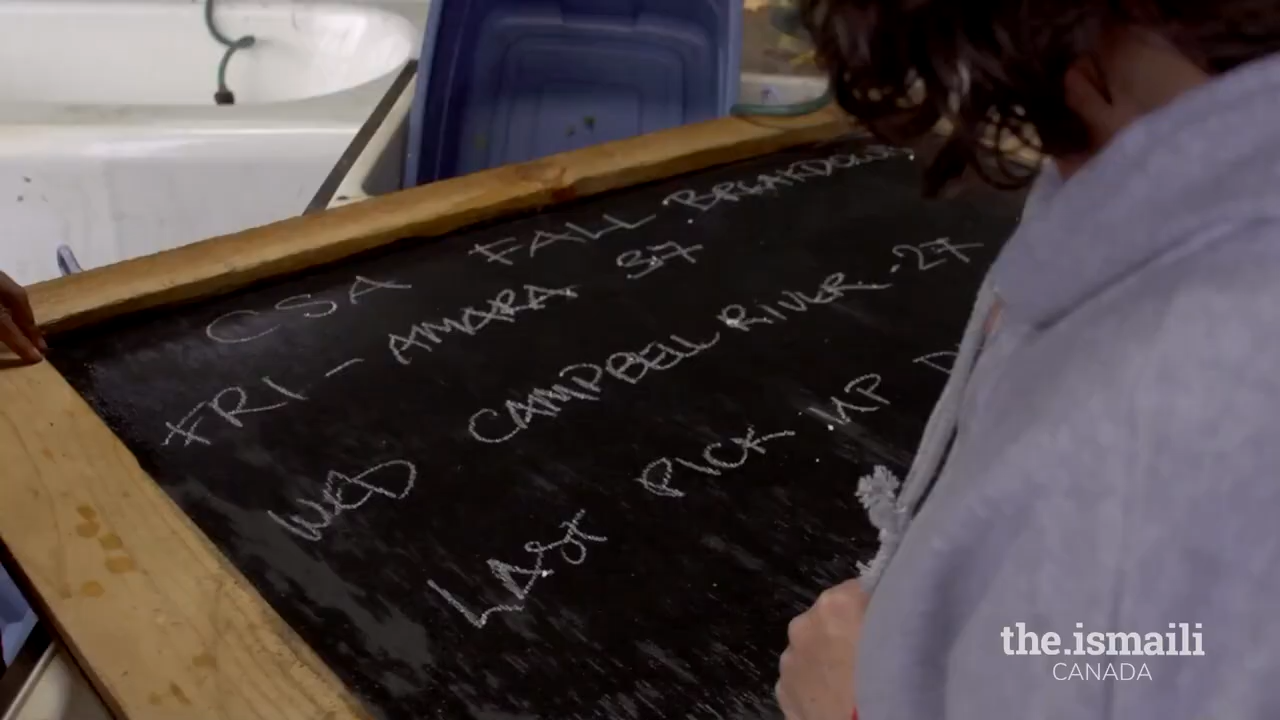 CSA FALL BREAKDOWN
FRI - AMARA 37
WED CAMPBELL RIVER - 27
LAST PICK UP D
the.ismaili
CANADA